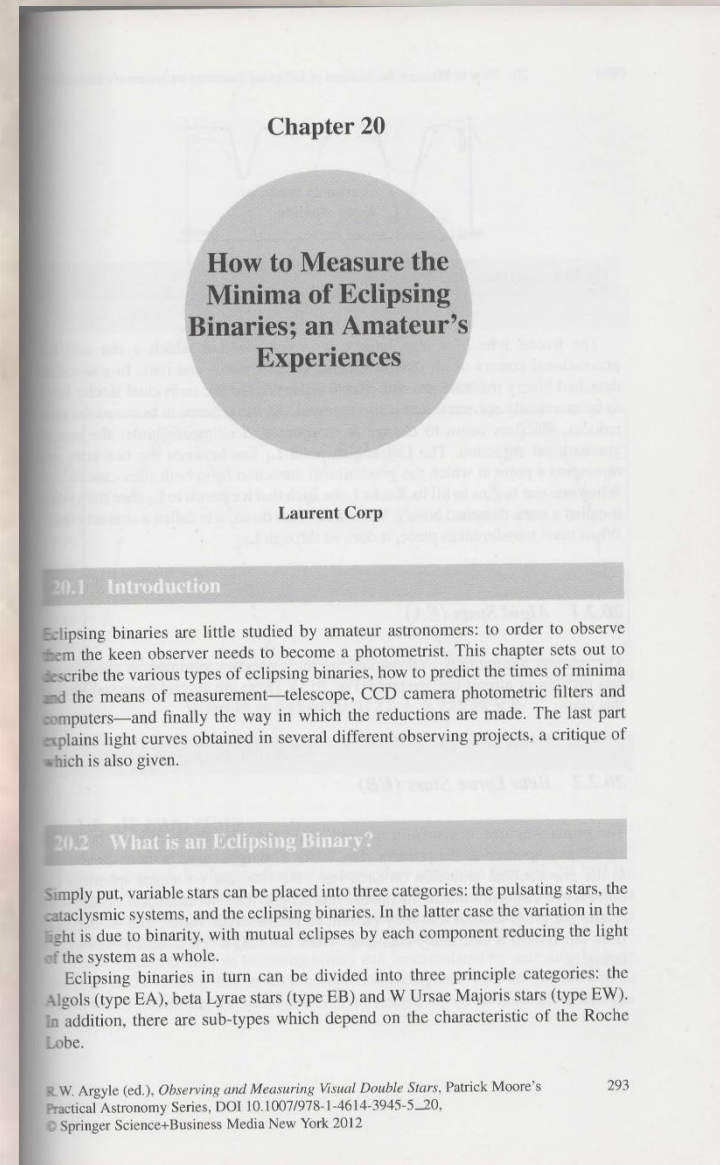 Chapter 20
How to Measure the
Minima of Eclipsing
Binaries; an Amateur's
Experiences
Laurent Corp
20.1 Introduction
Eclipsing binaries are little studied by amateur astronomers: to order to observe
them the keen observer needs to become a photometrist. This chapter sets out to
describe the various types of eclipsing binaries, how to predict the times of minima
and the means of measurement—telescope, CCD camera photometric filters and
computers—and finally the way in which the reductions are made. The last part
explains light curves obtained in several different observing projects, a critique of
which is also given.
20.2 What is an Eclipsing Binary?
Simply put, variable stars can be placed into three categories: the pulsating stars, the
cataclysmic systems, and the eclipsing binaries. In the latter case the variation in the
light is due to binarity, with mutual eclipses by each component reducing the light
of the system as a whole.
Eclipsing binaries in turn can be divided into three principle categories: the
Algols (type EA), beta Lyrae stars (type EB) and W Ursae Majoris stars (type EW).
In addition, there are sub-types which depend on the characteristic of the Roche
Lobe.
R.W. Argyle (ed.), Observing and Measuring Visual Double Stars, Patrick Moore's 293
Practical Astronomy Series, DOI 10.1007/978-1-4614-3945-5_20,
© Springer Science+Business Media New York 2012